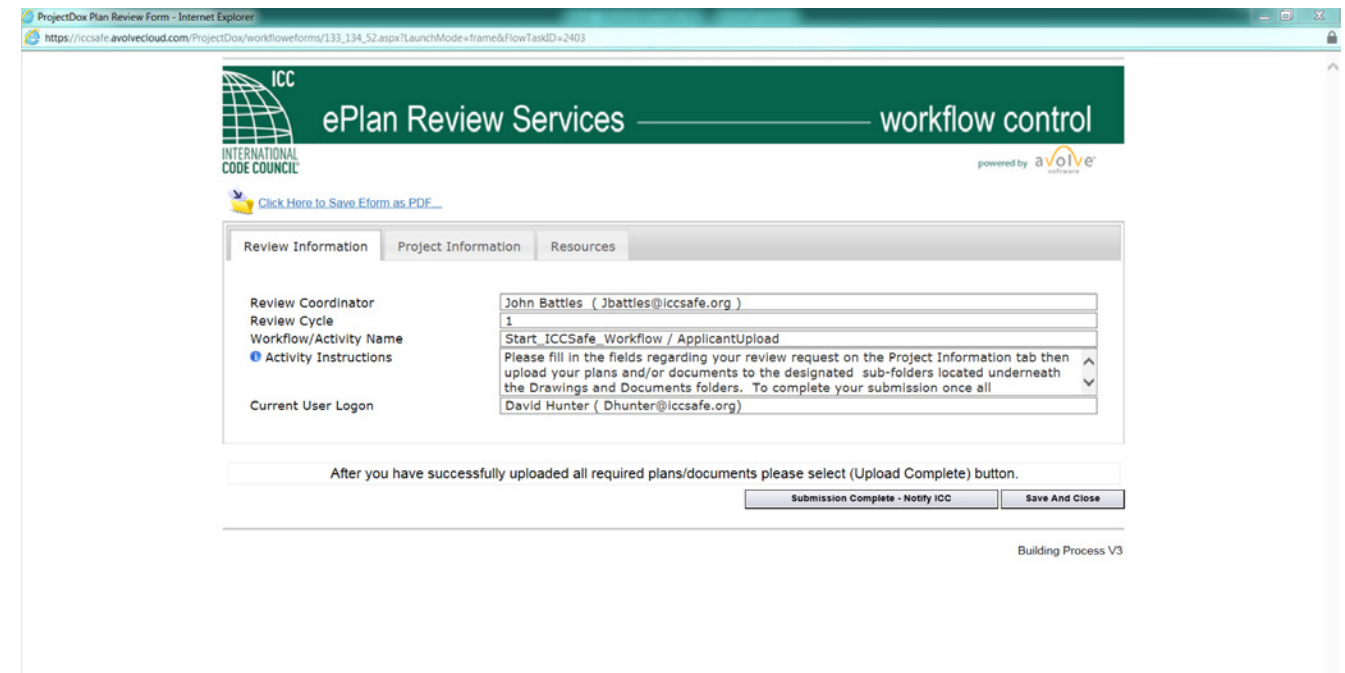 ProjectDox Plan Review Form - Internet Explorer
https://iccsafe.avolvecloud.com/ProjectDox/workfloweforms/133_134_52.aspx?LaunchMode=frame&FlowTaskID=2403
ICC
ePlan Review Services
workflow control
INTERNATIONAL
CODE COUNCIL®
powered by avolve
software
Click Here to Save Eform as PDF...
Review Information Project Information Resources
Review Coordinator John Battles ( Jbattles@iccsafe.org )
Review Cycle 1
Workflow/Activity Name Start_ICCSafe_Workflow / ApplicantUpload
Activity Instructions Please fill in the fields regarding your review request on the Project Information tab then
upload your plans and/or documents to the designated sub-folders located underneath
the Drawings and Documents folders. To complete your submission once all
Current User Logon David Hunter ( Dhunter@iccsafe.org)
After you have successfully uploaded all required plans/documents please select (Upload Complete) button.
Submission Complete - Notify ICC Save And Close
Building Process V3